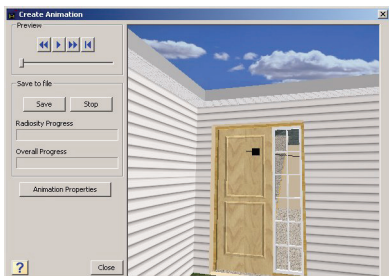 Create Animation
Preview
Save to file
Save
Stop
Radiosity Progress
Overall Progress
Animation Properties
?
Close